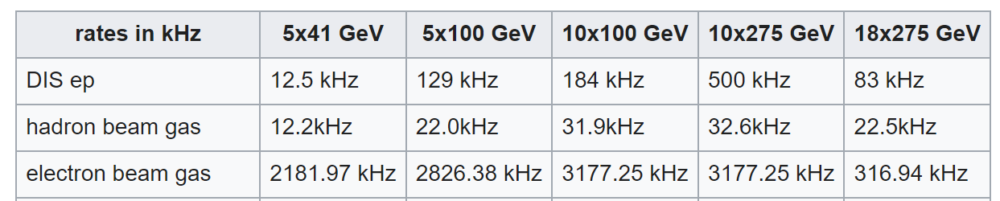 rates in kHz 5x41 GeV 5x100 GeV 10x100 GeV 10x275 GeV 18x275 GeV
DIS ep 12.5 kHz 129 kHz 184 kHz 500 kHz 83 kHz
hadron beam gas 12.2kHz 22.0kHz 31.9kHz 32.6kHz 22.5kHz
electron beam gas 2181.97 kHz 2826.38 kHz 3177.25 kHz 3177.25 kHz 316.94 kHz